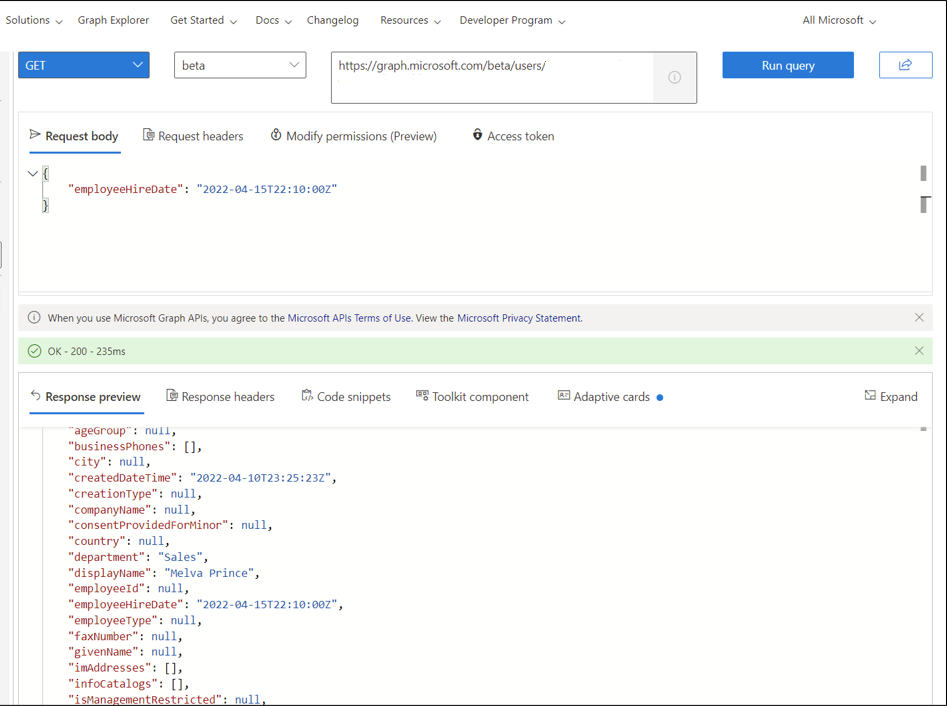 Solutions Graph Explorer Get Started Docs Changelog Resources Developer Program All Microsoft
GET beta https://graph.microsoft.com/beta/users/ Run query
Request body Request headers Modify permissions (Preview) Access token
{
"employeeHireDate": "2022-04-15T22:10:00Z"
}
When you use Microsoft Graph APIs, you agree to the Microsoft APIs Terms of Use. View the Microsoft Privacy Statement.
OK - 200 - 235ms
Response preview Response headers Code snippets Toolkit component Adaptive cards Expand
"ageGroup": null,
"businessPhones": [],
"city": null,
"createdDateTime": "2022-04-10T23:25:23Z",
"creationType": null,
"companyName": null,
"consentProvidedForMinor": null,
"country": null,
"department": "Sales",
"displayName": "Melva Prince",
"employeeId": null,
"employeeHireDate": "2022-04-15T22:10:00Z",
"employeeType": null,
"faxNumber": null,
"givenName": null,
"imAddresses": [],
"infoCatalogs": [],
"isManagementRestricted": null,